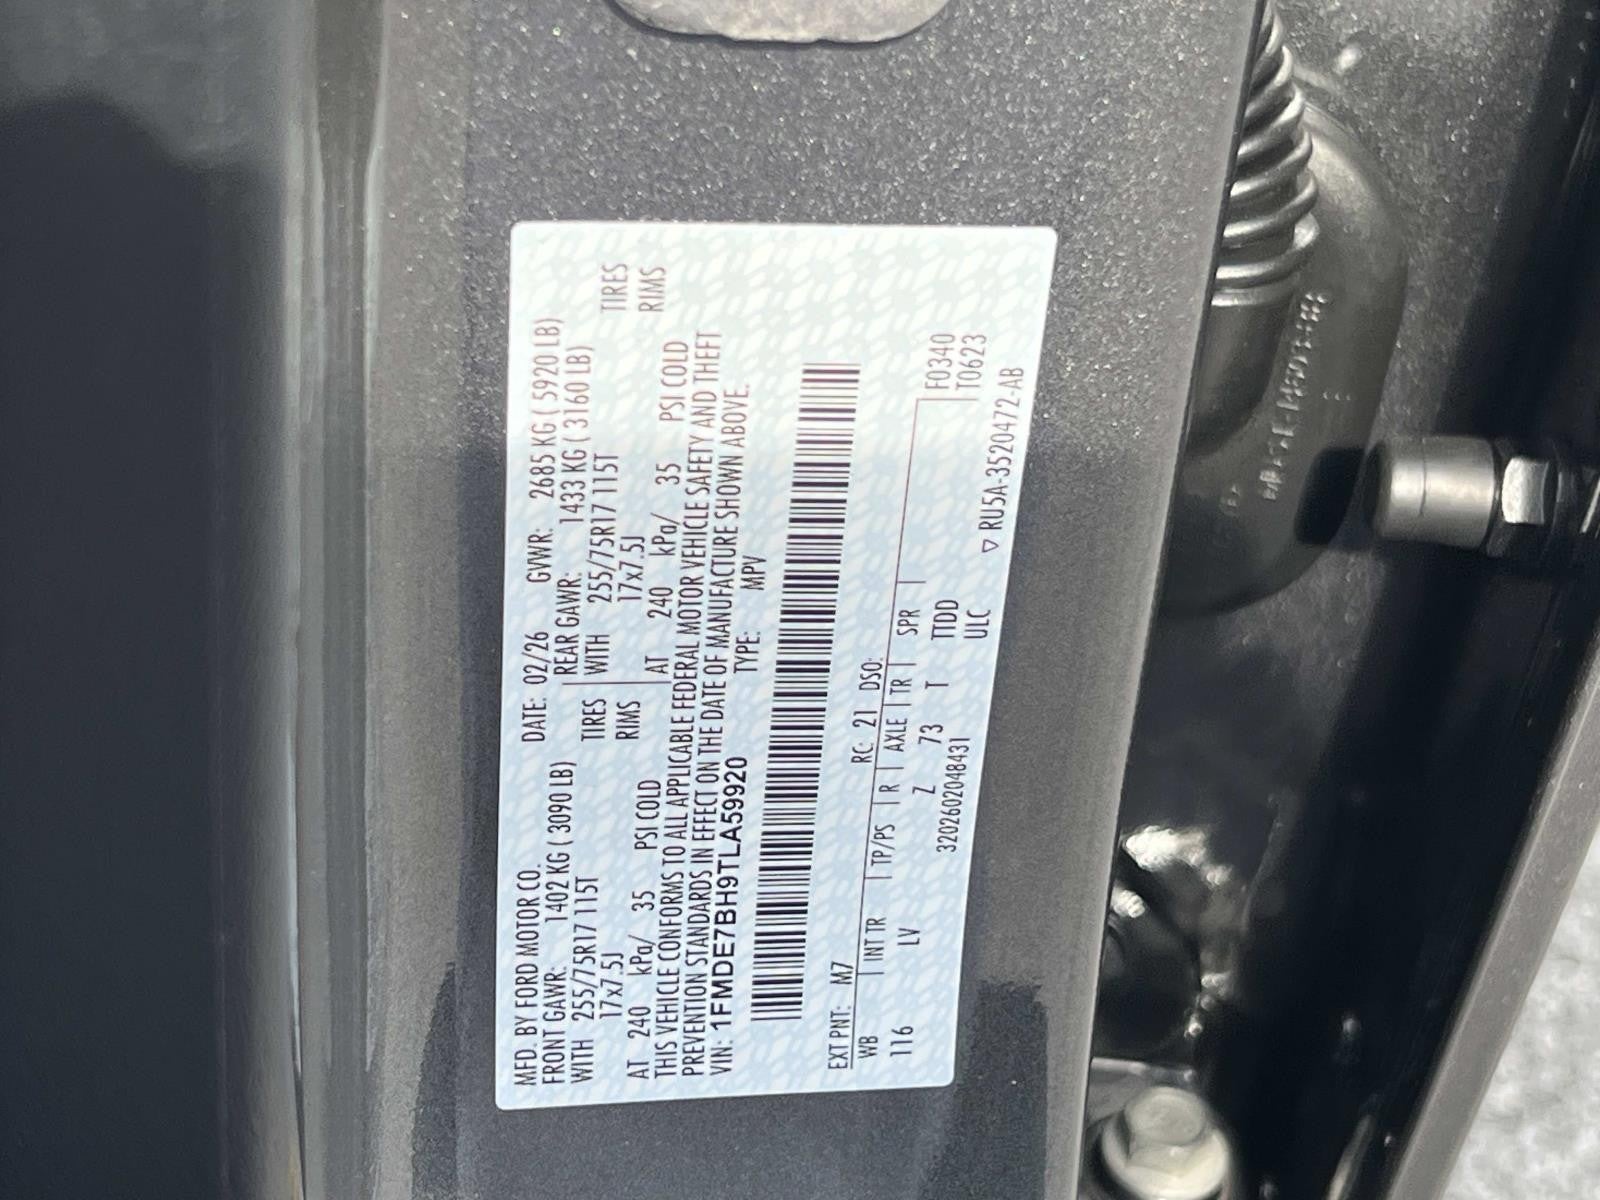 MFD. BY FORD MOTOR CO.
DATE: 02/26 GVWR: 2685 KG ( 5920 LB)
FRONT GAWR: 1402 KG ( 3090 LB) REAR GAWR: 1433 KG ( 3160 LB)
WITH 255/75R17 115T TIRES WITH 255/75R17 115T TIRES
17x7.5J RIMS 17x7.5J RIMS
AT 240 kPa/ 35 PSI COLD AT 240 kPa/ 35 PSI COLD
THIS VEHICLE CONFORMS TO ALL APPLICABLE FEDERAL MOTOR VEHICLE SAFETY AND THEFT
PREVENTION STANDARDS IN EFFECT ON THE DATE OF MANUFACTURE SHOWN ABOVE.
VIN: 1FMDE7BH9TLA59920 TYPE: MPV
EXT PNT: M7 RC: 21 DSO:
WB INT TR TP/PS R AXLE TR SPR F0340
116 LV Z 73 T TTDD T0623
320260204843I ULC
▽ RU5A-3520472-AB